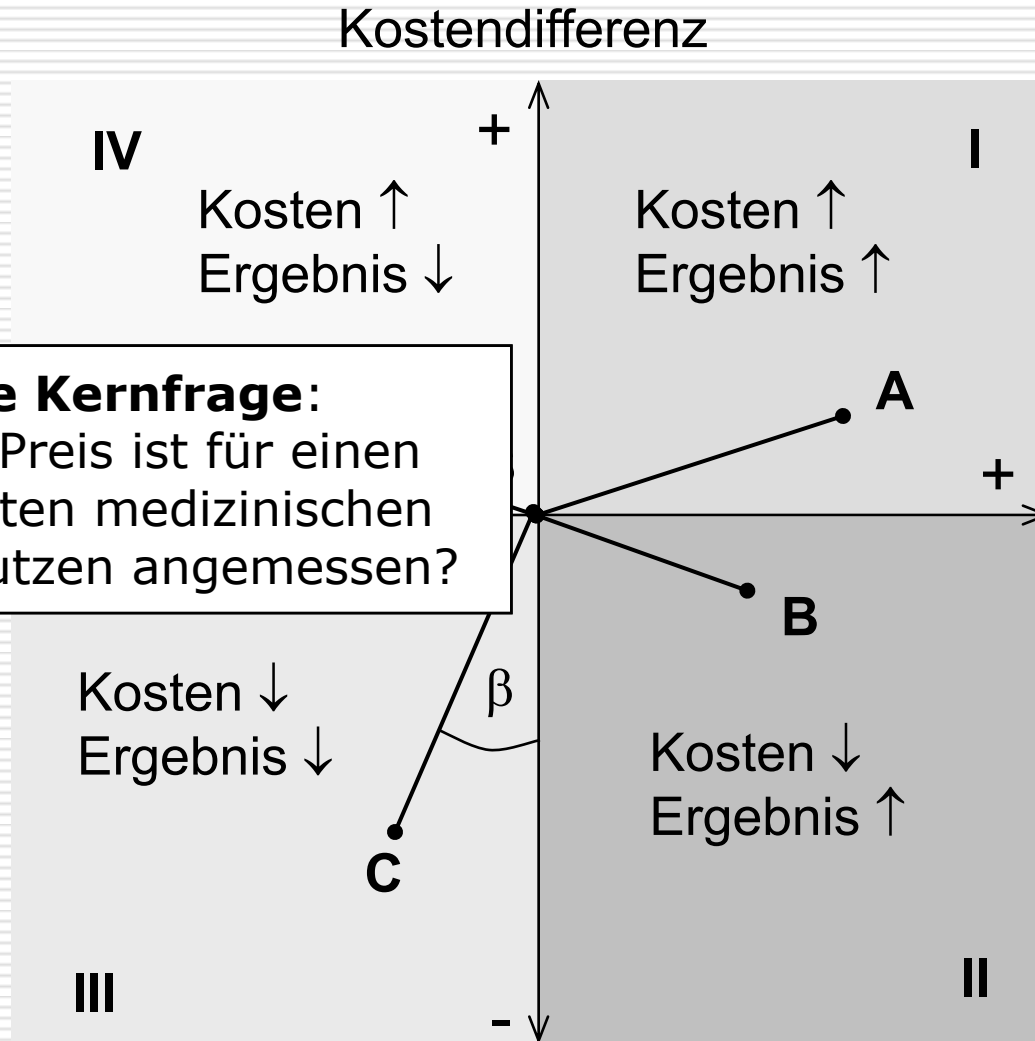 Kostendifferenz
+
IV
I
Kosten ↑
Ergebnis ↓
Kosten ↑
Ergebnis ↑
A
+
Kernfrage:
Preis ist für einen
medizinischen
angemessen?
B
Kosten ↓
Ergebnis ↓
β
Kosten ↓
Ergebnis ↑
C
III
II
-